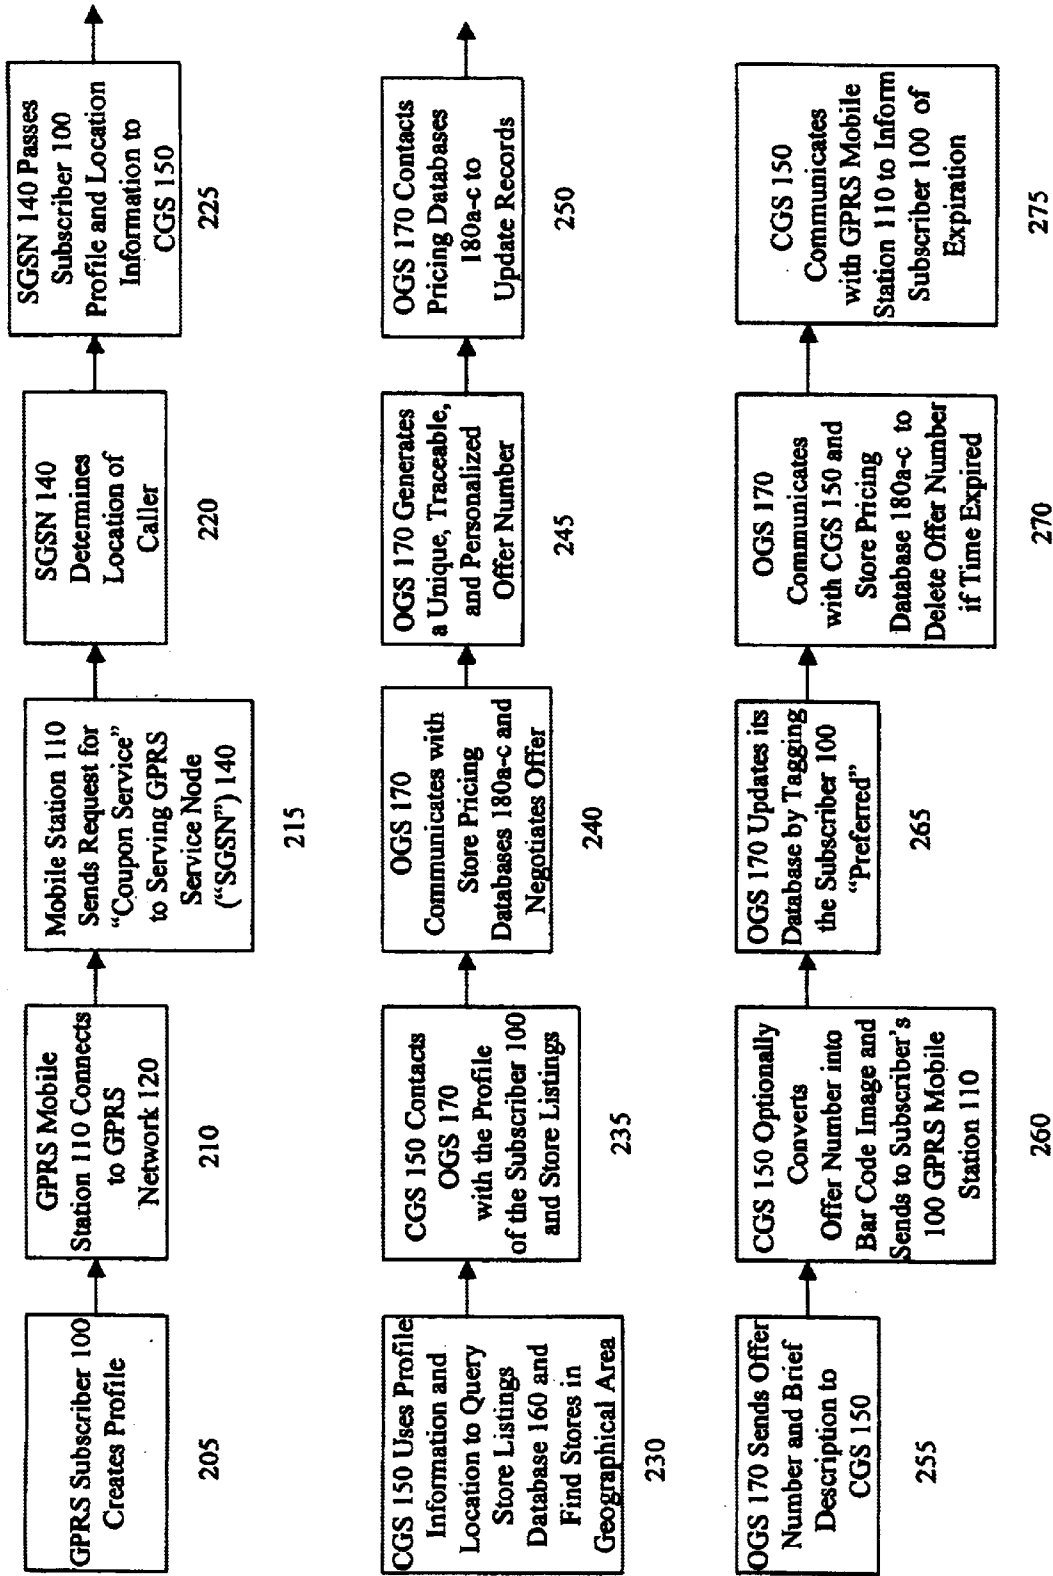 GPRS Subscriber 100
Creates Profile
205
GPRS Mobile
Station 110 Connects
to GPRS
Network 120
210
Mobile Station 110
Sends Request for
“Coupon Service”
to Serving GPRS
Service Node
(“SGSN”) 140
215
SGSN 140
Determines
Location of
Caller
220
SGSN 140 Passes
Subscriber 100
Profile and Location
Information to
CGS 150
225
CGS 150 Uses Profile
Information and
Location to Query
Store Listings
Database 160 and
Find Stores in
Geographical Area
230
CGS 150 Contacts
OGS 170
with the Profile
of the Subscriber 100
and Store Listings
235
OGS 170
Communicates with
Store Pricing
Databases 180a-c and
Negotiates Offer
240
OGS 170 Generates
a Unique, Traceable,
and Personalized
Offer Number
245
OGS 170 Contacts
Pricing Databases
180a-c to
Update Records
250
OGS 170 Sends Offer
Number and Brief
Description to
CGS 150
255
CGS 150 Optionally
Converts
Offer Number into
Bar Code Image and
Sends to Subscriber's
100 GPRS Mobile
Station 110
260
OGS 170 Updates its
Database by Tagging
the Subscriber 100
“Preferred”
265
OGS 170
Communicates
with CGS 150 and
Store Pricing
Database 180a-c to
Delete Offer Number
if Time Expired
270
CGS 150
Communicates
with GPRS Mobile
Station 110 to Inform
Subscriber 100 of
Expiration
275